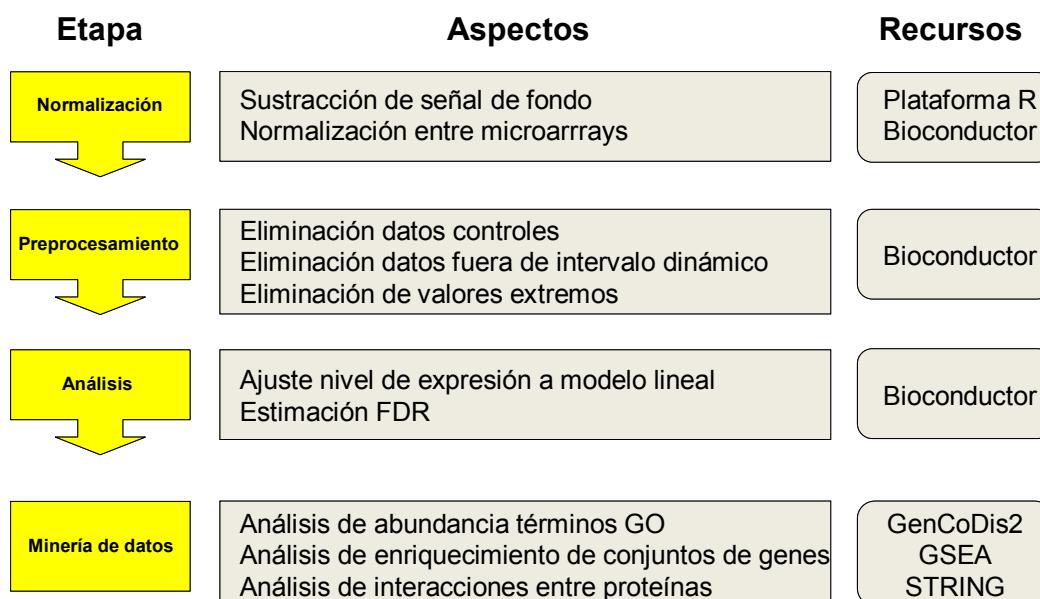 Etapa Aspectos Recursos
Normalización
Sustracción de señal de fondo
Normalización entre microarrrays
Plataforma R
Bioconductor
Preprocesamiento
Eliminación datos controles
Eliminación datos fuera de intervalo dinámico
Eliminación de valores extremos
Bioconductor
Análisis
Ajuste nivel de expresión a modelo lineal
Estimación FDR
Bioconductor
Minería de datos
Análisis de abundancia términos GO
Análisis de enriquecimiento de conjuntos de genes
Análisis de interacciones entre proteínas
GenCoDis2
GSEA
STRING